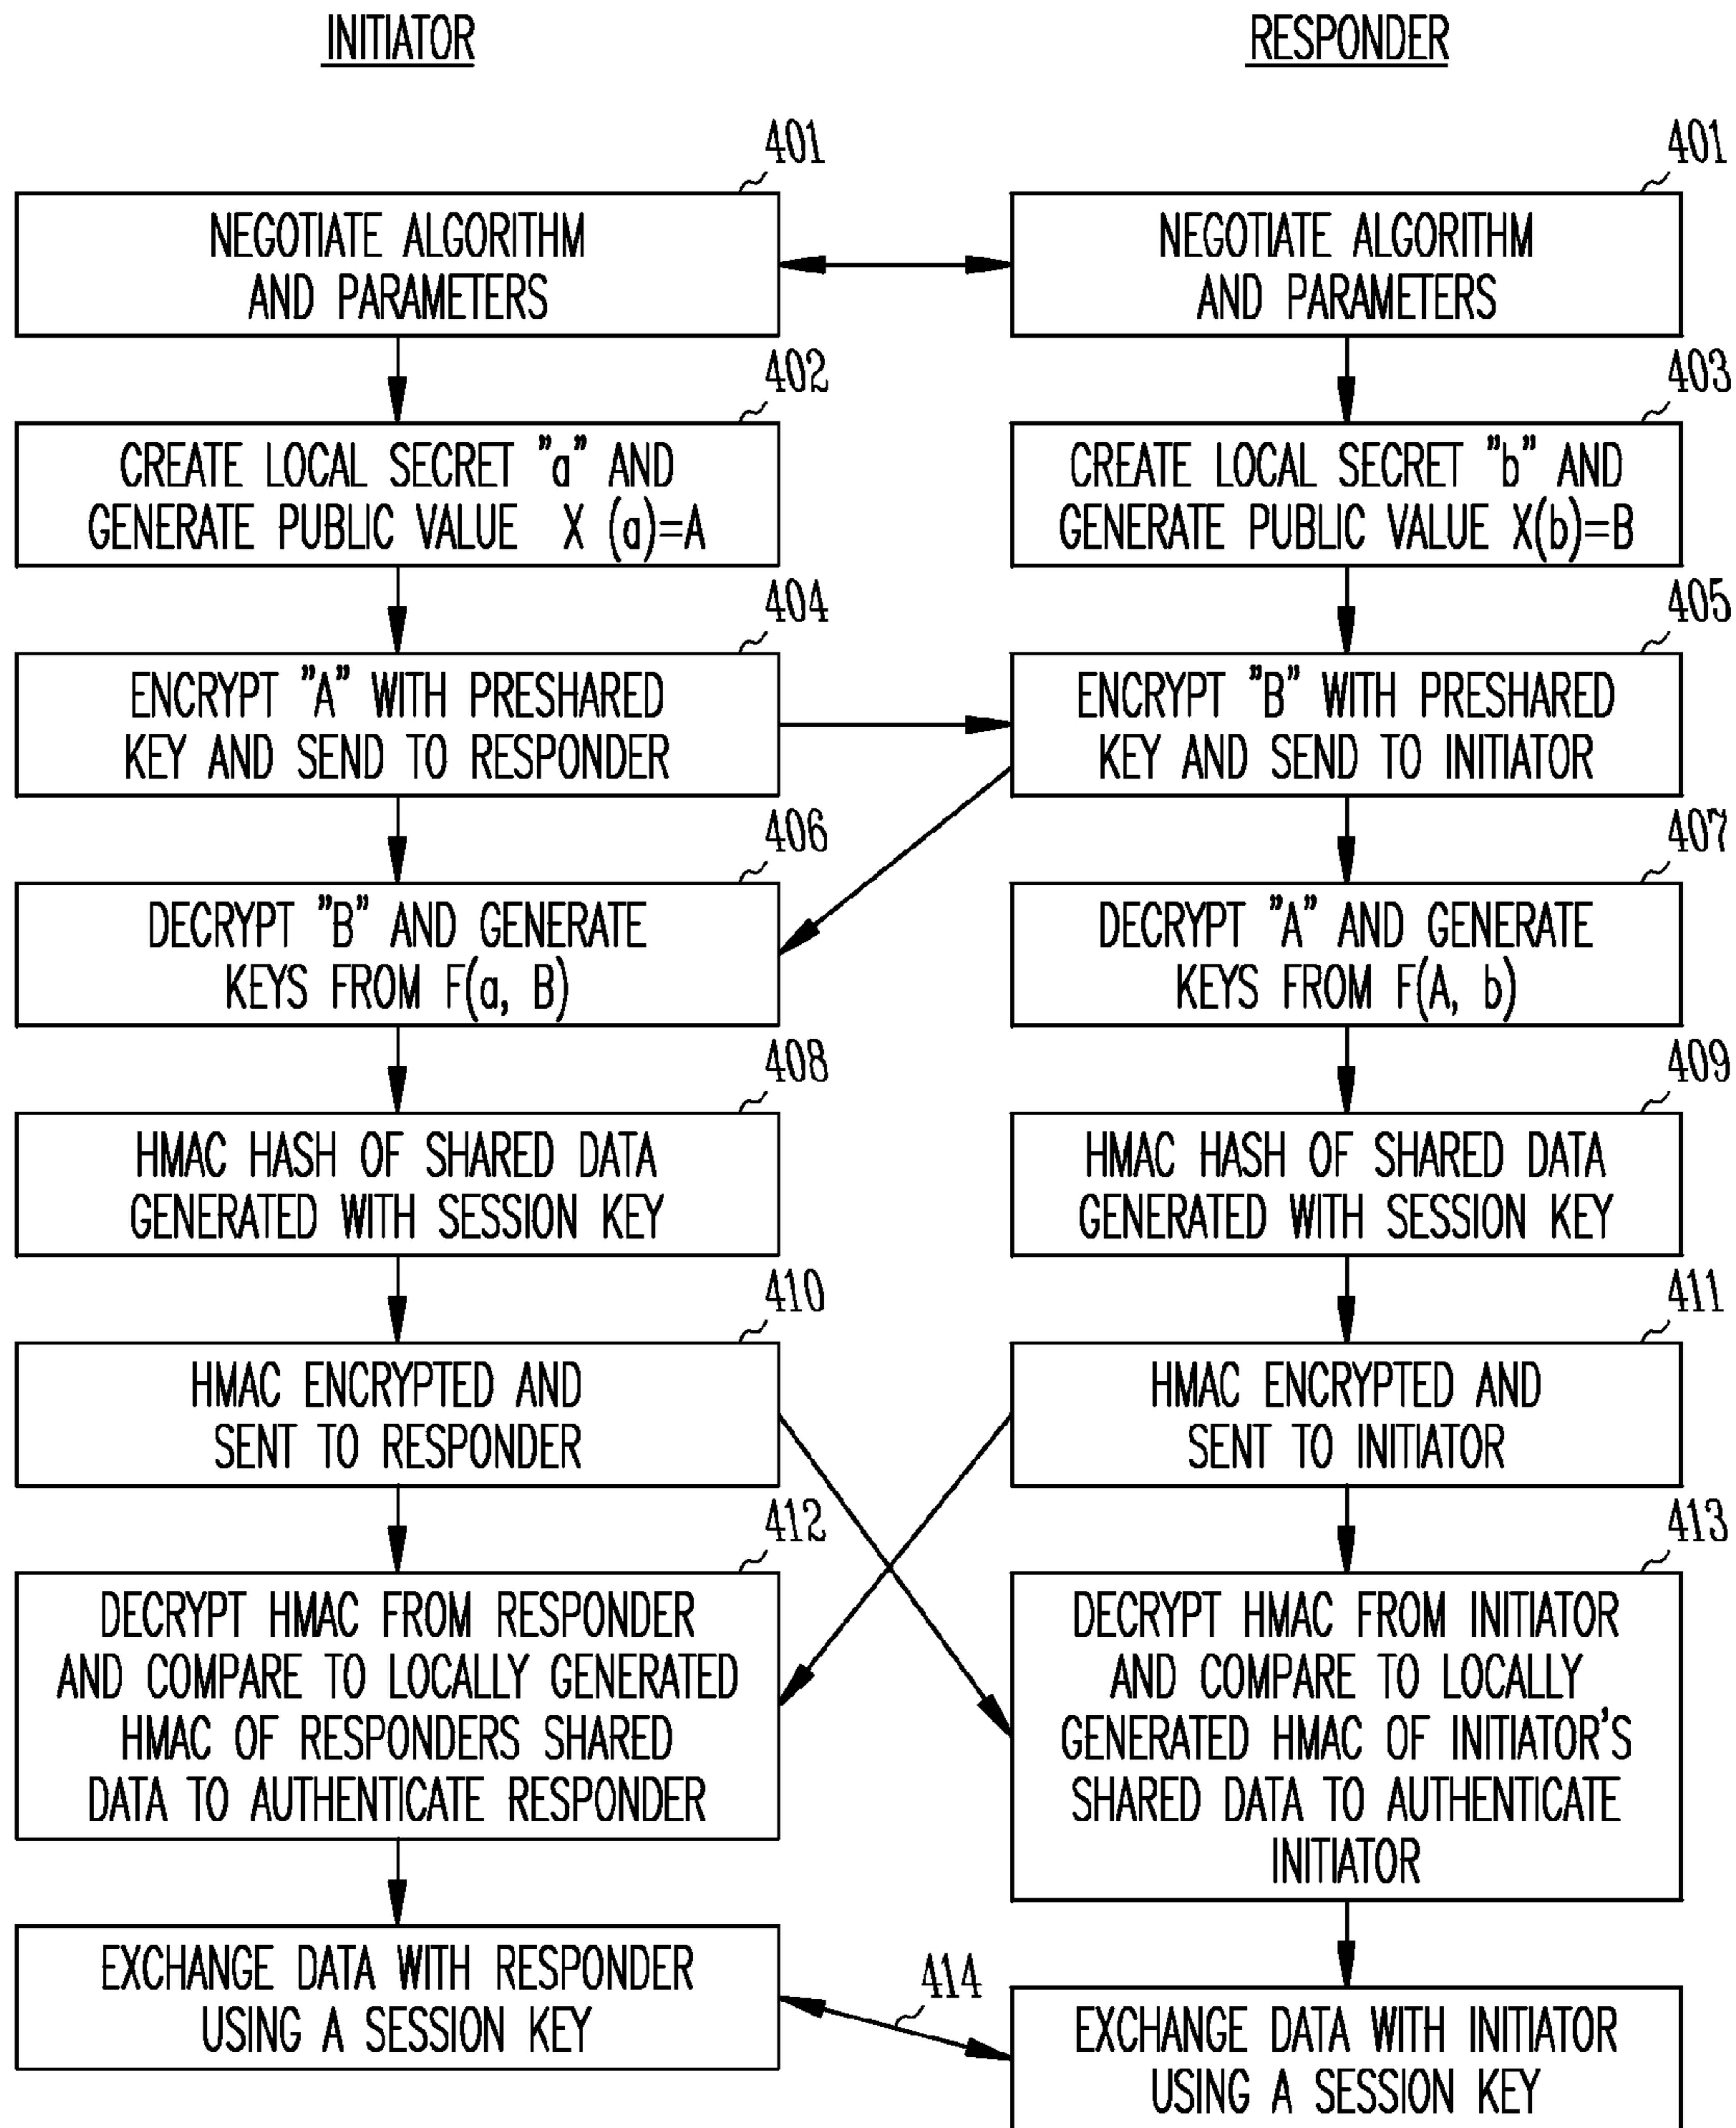 INITIATOR
RESPONDER
401
NEGOTIATE ALGORITHM
AND PARAMETERS
401
NEGOTIATE ALGORITHM
AND PARAMETERS
402
CREATE LOCAL SECRET "a" AND
GENERATE PUBLIC VALUE X (a)=A
403
CREATE LOCAL SECRET "b" AND
GENERATE PUBLIC VALUE X(b)=B
404
ENCRYPT "A" WITH PRESHARED
KEY AND SEND TO RESPONDER
405
ENCRYPT "B" WITH PRESHARED
KEY AND SEND TO INITIATOR
406
DECRYPT "B" AND GENERATE
KEYS FROM F(a, B)
407
DECRYPT "A" AND GENERATE
KEYS FROM F(A, b)
408
HMAC HASH OF SHARED DATA
GENERATED WITH SESSION KEY
409
HMAC HASH OF SHARED DATA
GENERATED WITH SESSION KEY
410
HMAC ENCRYPTED AND
SENT TO RESPONDER
411
HMAC ENCRYPTED AND
SENT TO INITIATOR
412
DECRYPT HMAC FROM RESPONDER
AND COMPARE TO LOCALLY GENERATED
HMAC OF RESPONDERS SHARED
DATA TO AUTHENTICATE RESPONDER
413
DECRYPT HMAC FROM INITIATOR
AND COMPARE TO LOCALLY
GENERATED HMAC OF INITIATOR'S
SHARED DATA TO AUTHENTICATE
INITIATOR
EXCHANGE DATA WITH RESPONDER
USING A SESSION KEY
414
EXCHANGE DATA WITH INITIATOR
USING A SESSION KEY